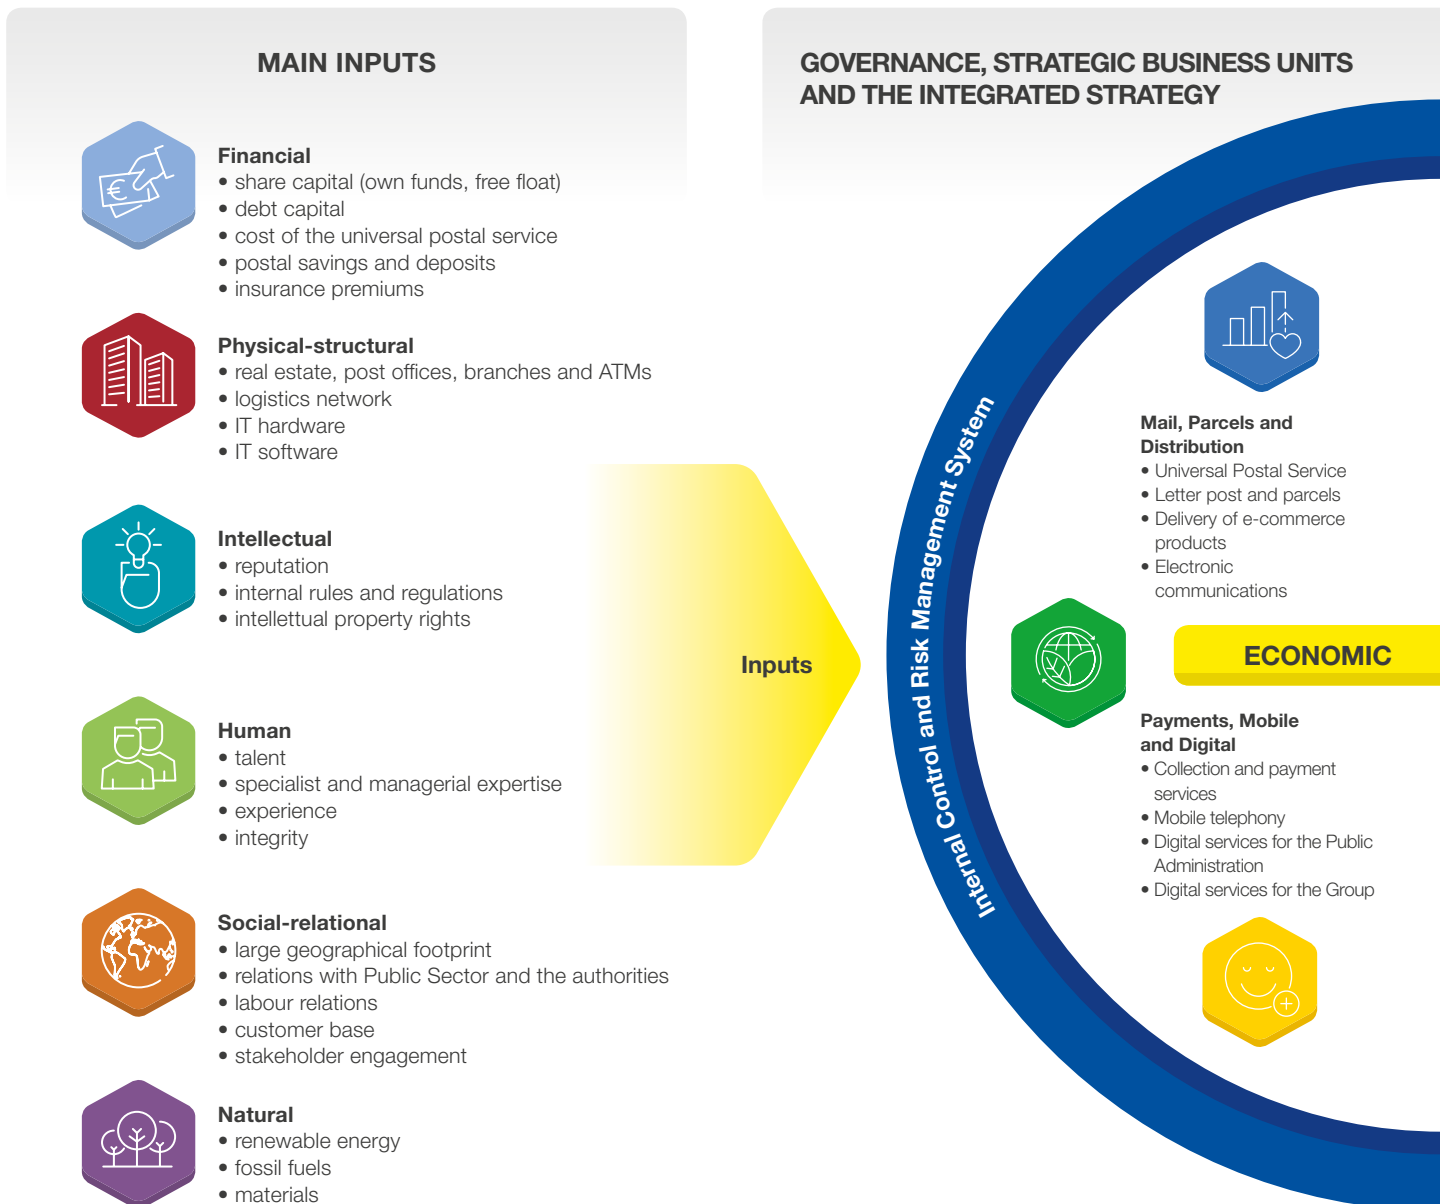 MAIN INPUTS
Financial
• share capital (own funds, free float)
• debt capital
• cost of the universal postal service
• postal savings and deposits
• insurance premiums
Physical-structural
• real estate, post offices, branches and ATMs
• logistics network
• IT hardware
• IT software
Intellectual
• reputation
• internal rules and regulations
• intellettual property rights
Human
• talent
• specialist and managerial expertise
• experience
• integrity
Social-relational
• large geographical footprint
• relations with Public Sector and the authorities
• labour relations
• customer base
• stakeholder engagement
Natural
• renewable energy
• fossil fuels
• materials
Inputs
GOVERNANCE, STRATEGIC BUSINESS UNITS
AND THE INTEGRATED STRATEGY
Internal Control and Risk Management System
Mail, Parcels and
Distribution
• Universal Postal Service
• Letter post and parcels
• Delivery of e-commerce
products
• Electronic
communications
ECONOMIC
Payments, Mobile
and Digital
• Collection and payment
services
• Mobile telephony
• Digital services for the Public
Administration
• Digital services for the Group